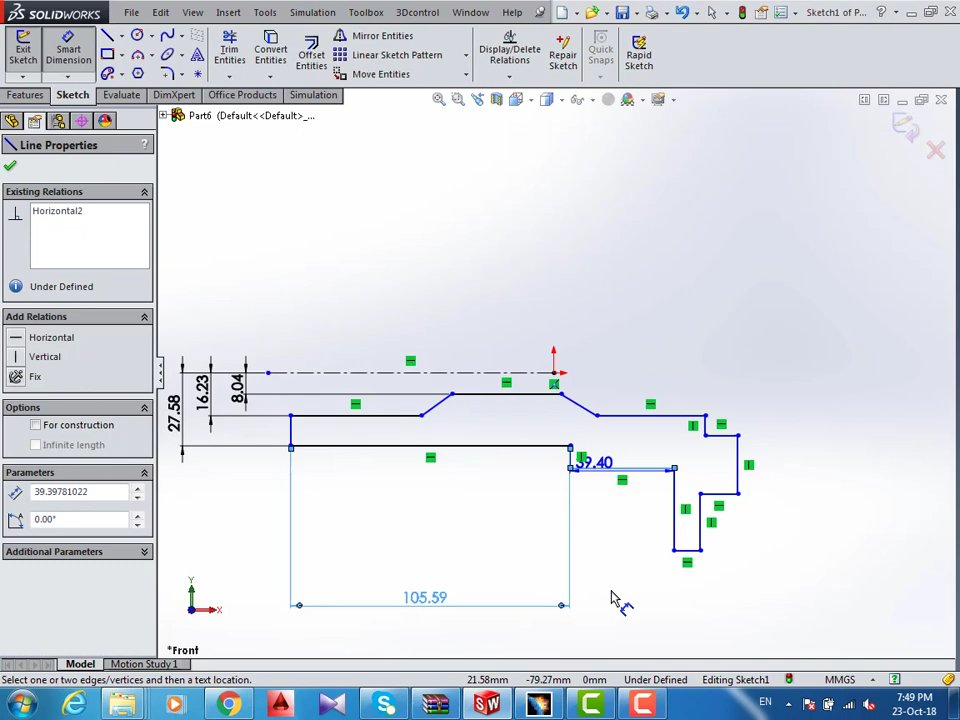 SOLIDWORKS File Edit View Insert Tools Simulation Toolbox 3Dcontrol Window Help Sketch1 of P...
Exit Sketch
Smart Dimension
Trim Entities
Convert Entities
Offset Entities
Mirror Entities
Linear Sketch Pattern
Move Entities
Display/Delete Relations
Repair Sketch
Quick Snaps
Rapid Sketch
Features Sketch Evaluate DimXpert Office Products Simulation
Part6 (Default<<Default>_...
Line Properties ?
Existing Relations
Horizontal2
Under Defined
Add Relations
Horizontal
Vertical
Fix
Options
For construction
Infinite length
Parameters
39.39781022
0.00°
Additional Parameters
27.58
16.23
8.04
39.40
105.59
Y
X
*Front
Model Motion Study 1
Select one or two edges/vertices and then a text location. 21.58mm -79.27mm 0mm Under Defined Editing Sketch1 MMGS ?
EN 7:49 PM
23-Oct-18